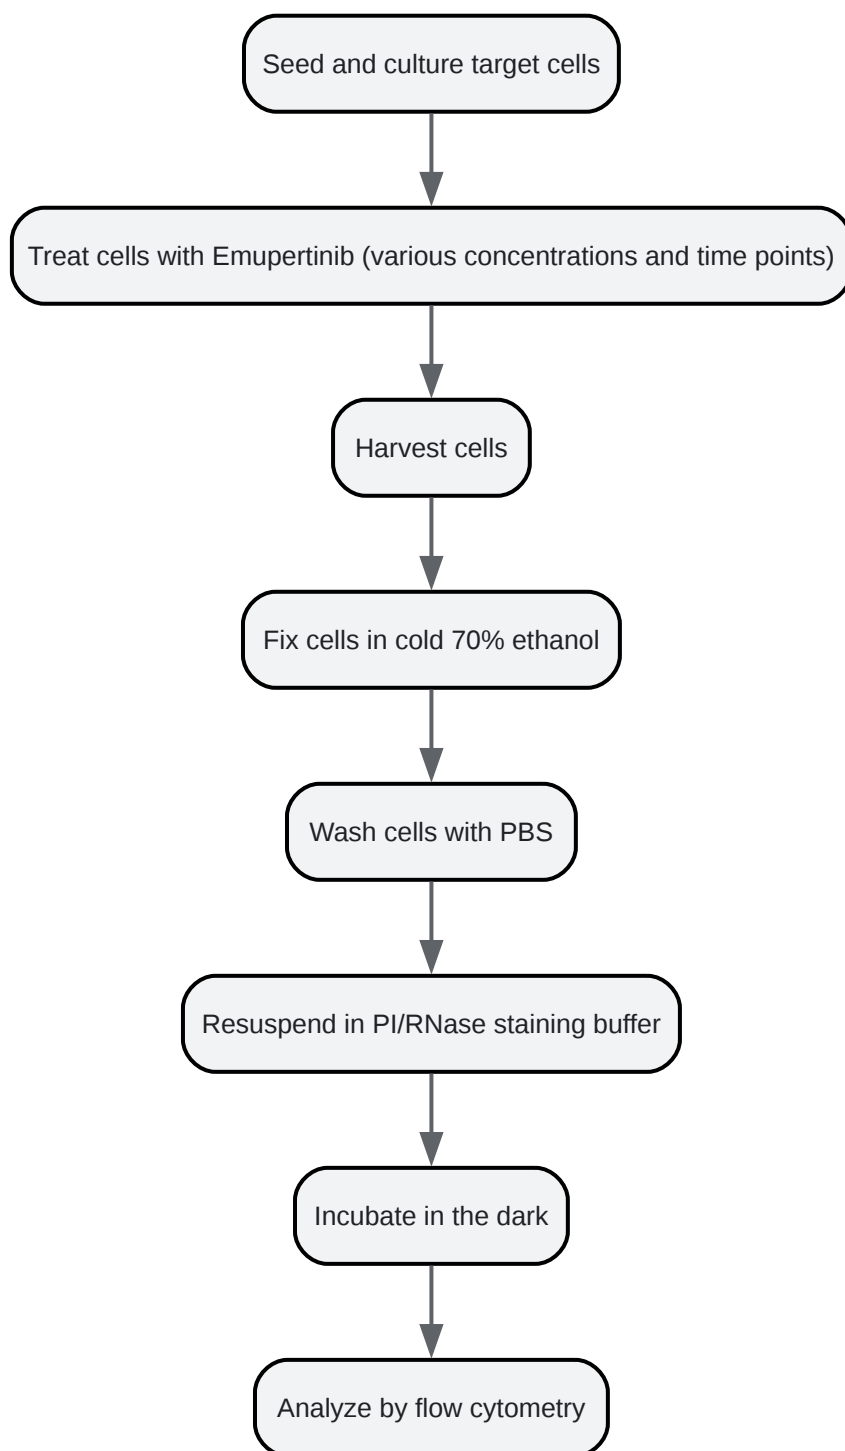 Seed and culture target cells
Treat cells with Emupertinib (various concentrations and time points)
Harvest cells
Fix cells in cold 70% ethanol
Wash cells with PBS
Resuspend in PI/RNase staining buffer
Incubate in the dark
Analyze by flow cytometry